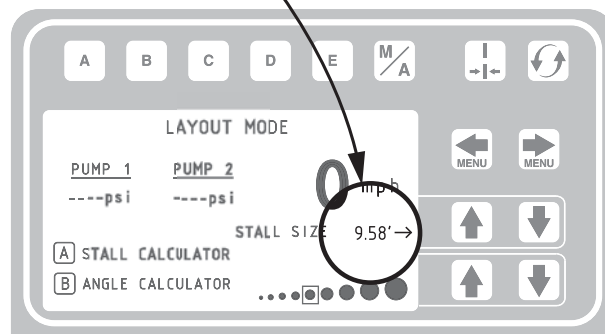 A B C D E M/A
LAYOUT MODE
MENU MENU
PUMP 1 PUMP 2 0 mph
----psi ----psi
STALL SIZE 9.58'→
A STALL CALCULATOR
B ANGLE CALCULATOR